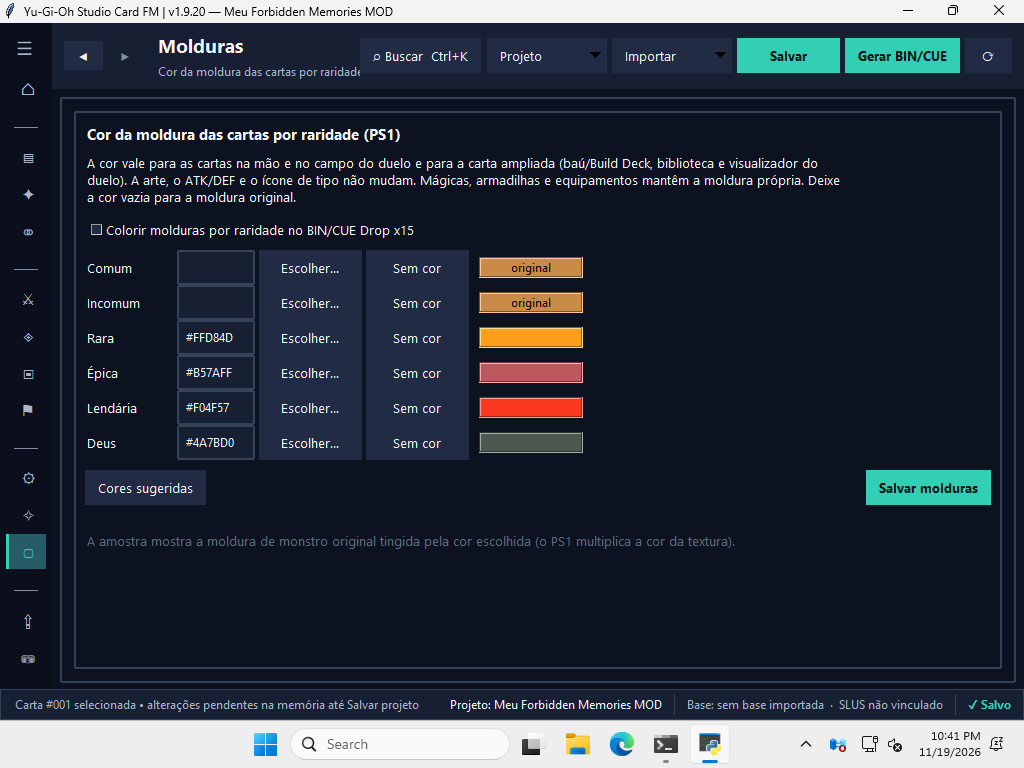 Yu-Gi-Oh Studio Card FM | v1.9.20 — Meu Forbidden Memories MOD
Molduras
Cor da moldura das cartas por raridade
Buscar Ctrl+K
Projeto
Importar
Salvar
Gerar BIN/CUE
Cor da moldura das cartas por raridade (PS1)
A cor vale para as cartas na mão e no campo do duelo e para a carta ampliada (baú/Build Deck, biblioteca e visualizador do
duelo). A arte, o ATK/DEF e o ícone de tipo não mudam. Mágicas, armadilhas e equipamentos mantêm a moldura própria. Deixe
a cor vazia para a moldura original.
Colorir molduras por raridade no BIN/CUE Drop x15
Comum Escolher... Sem cor original
Incomum Escolher... Sem cor original
Rara #FFD84D Escolher... Sem cor
Épica #B57AFF Escolher... Sem cor
Lendária #F04F57 Escolher... Sem cor
Deus #4A7BD0 Escolher... Sem cor
Cores sugeridas
Salvar molduras
A amostra mostra a moldura de monstro original tingida pela cor escolhida (o PS1 multiplica a cor da textura).
Carta #001 selecionada • alterações pendentes na memória até Salvar projeto
Projeto: Meu Forbidden Memories MOD
Base: sem base importada · SLUS não vinculado
✓ Salvo
Search
10:41 PM
11/19/2026